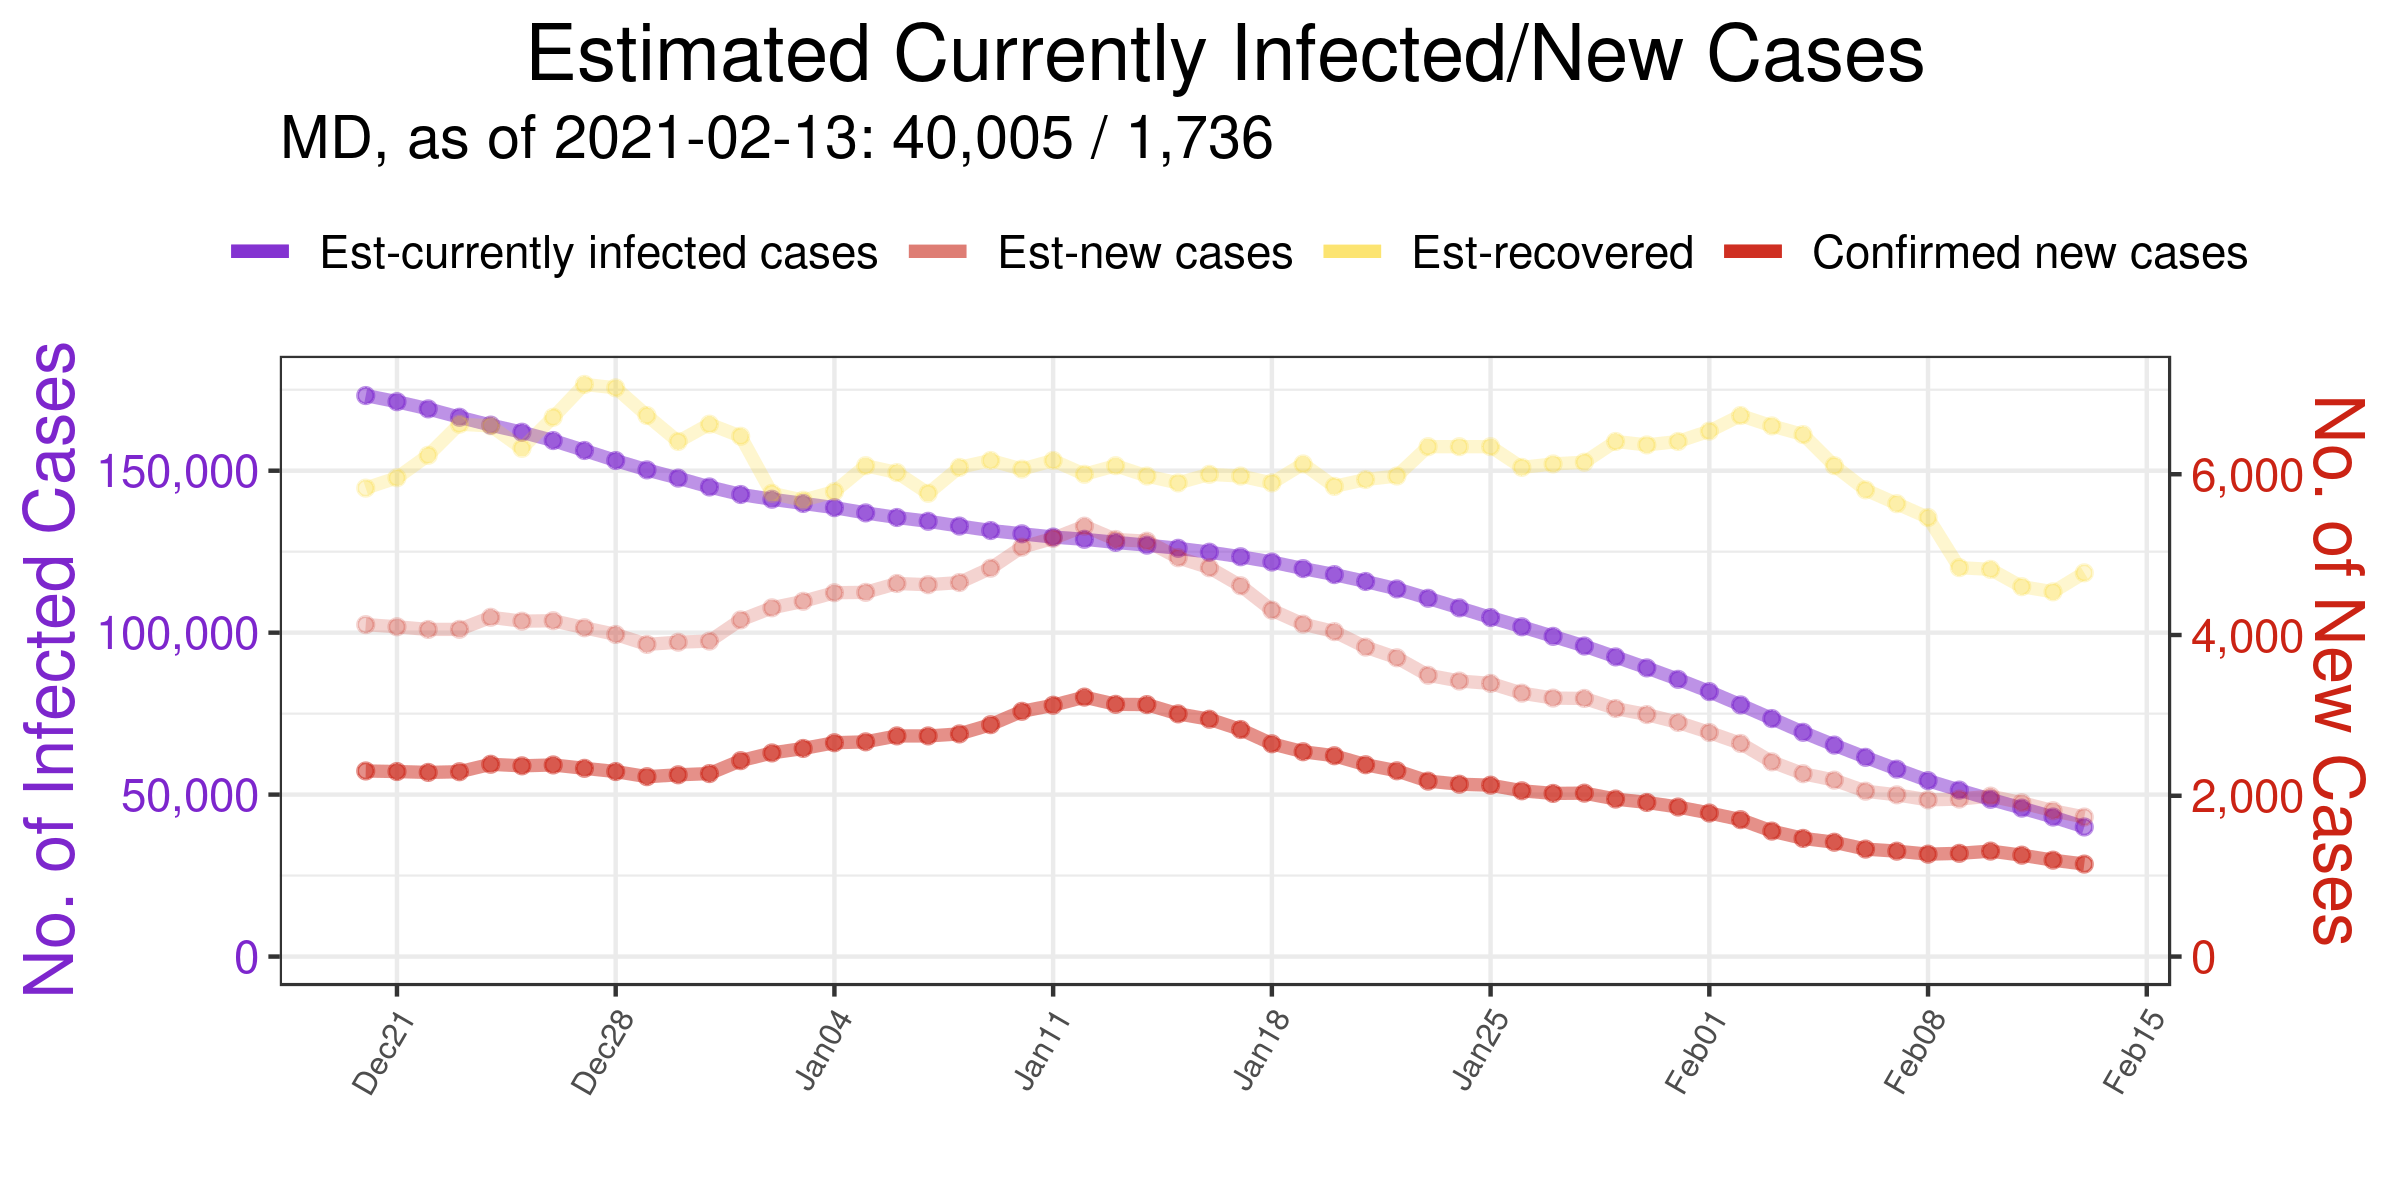 Estimated Currently Infected/New Cases
MD, as of 2021-02-13: 40,005 / 1,736
Est-currently infected cases Est-new cases Est-recovered Confirmed new cases
No. of Infected Cases
150,000
100,000
50,000
0
6,000
4,000
2,000
0
No. of New Cases
Dec21 Dec28 Jan04 Jan11 Jan18 Jan25 Feb01 Feb08 Feb15